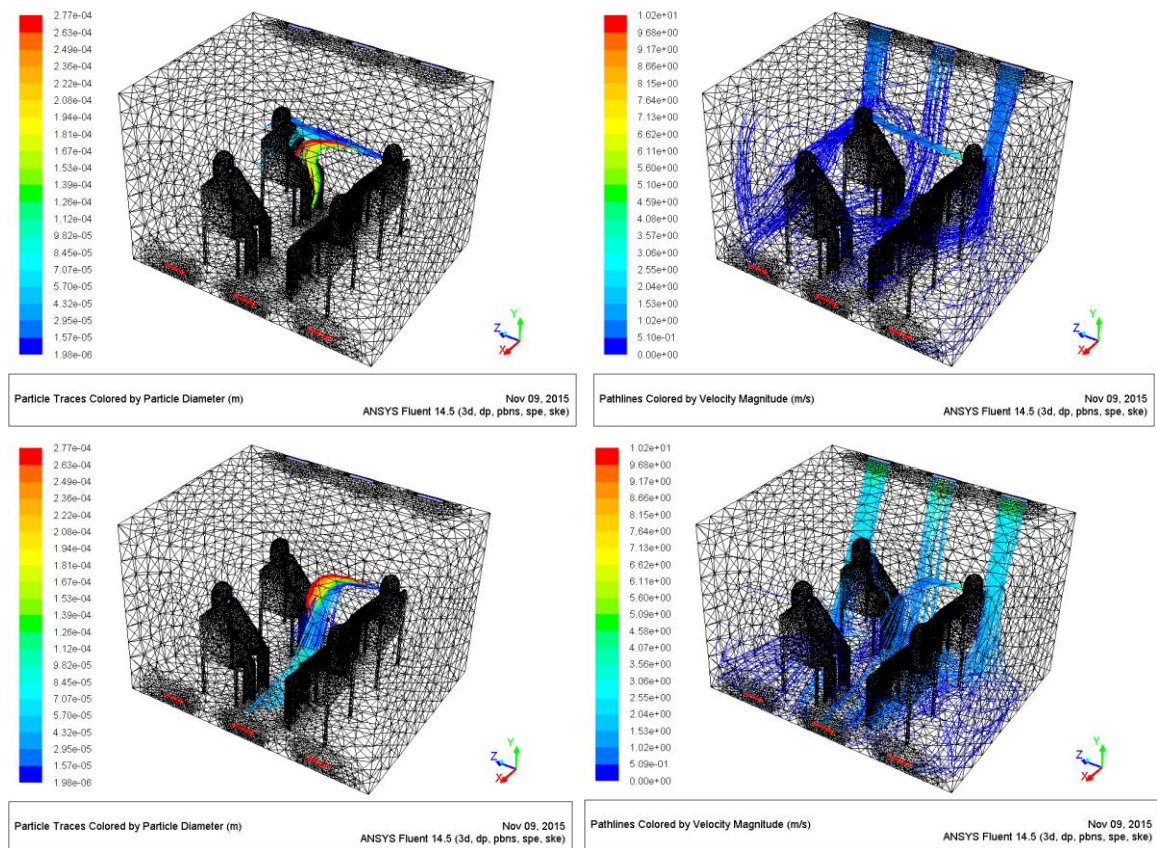 2.77e-04
2.63e-04
2.49e-04
2.36e-04
2.22e-04
2.08e-04
1.94e-04
1.81e-04
1.67e-04
1.53e-04
1.39e-04
1.26e-04
1.12e-04
9.82e-05
8.45e-05
7.07e-05
5.70e-05
4.32e-05
2.95e-05
1.57e-05
1.98e-06
Y
Z
X
Particle Traces Colored by Particle Diameter (m)
Nov 09, 2015
ANSYS Fluent 14.5 (3d, dp, pbns, spe, ske)
1.02e+01
9.68e+00
9.17e+00
8.66e+00
8.15e+00
7.64e+00
7.13e+00
6.62e+00
6.11e+00
5.60e+00
5.10e+00
4.59e+00
4.08e+00
3.57e+00
3.06e+00
2.55e+00
2.04e+00
1.53e+00
1.02e+00
5.10e-01
0.00e+00
Y
Z
X
Pathlines Colored by Velocity Magnitude (m/s)
Nov 09, 2015
ANSYS Fluent 14.5 (3d, dp, pbns, spe, ske)
2.77e-04
2.63e-04
2.49e-04
2.36e-04
2.22e-04
2.08e-04
1.94e-04
1.81e-04
1.67e-04
1.53e-04
1.39e-04
1.26e-04
1.12e-04
9.82e-05
8.45e-05
7.07e-05
5.70e-05
4.32e-05
2.95e-05
1.57e-05
1.98e-06
Y
Z
X
Particle Traces Colored by Particle Diameter (m)
Nov 09, 2015
ANSYS Fluent 14.5 (3d, dp, pbns, spe, ske)
1.02e+01
9.68e+00
9.17e+00
8.66e+00
8.15e+00
7.64e+00
7.13e+00
6.62e+00
6.11e+00
5.60e+00
5.09e+00
4.58e+00
4.07e+00
3.56e+00
3.06e+00
2.55e+00
2.04e+00
1.53e+00
1.02e+00
5.09e-01
0.00e+00
Y
Z
X
Pathlines Colored by Velocity Magnitude (m/s)
Nov 09, 2015
ANSYS Fluent 14.5 (3d, dp, pbns, spe, ske)